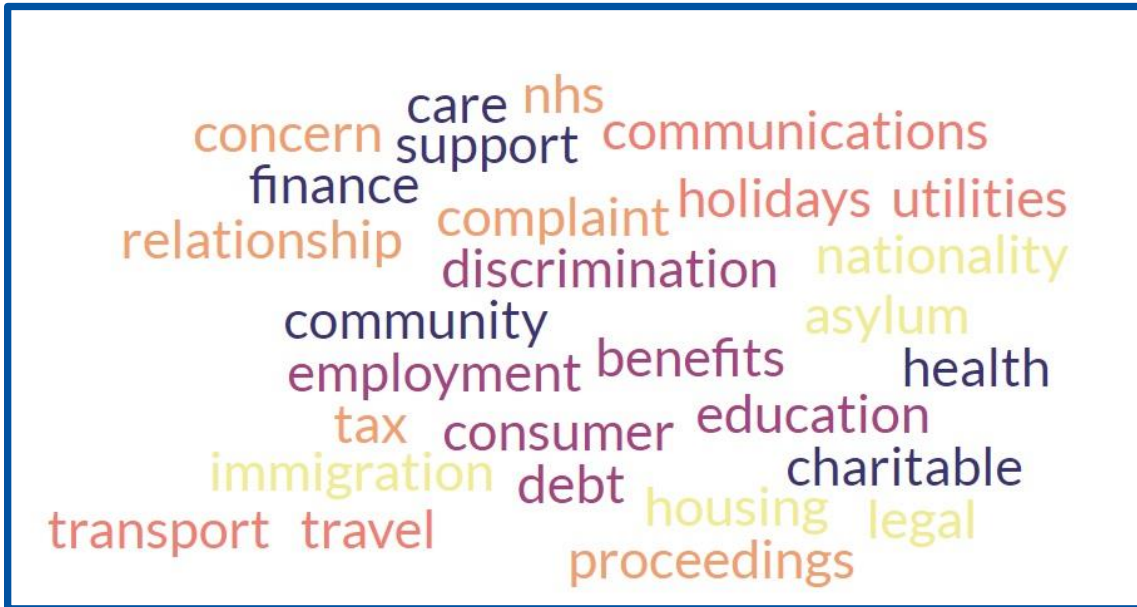 care nhs
concern support communications
finance
relationship complaint holidays utilities
discrimination nationality
community asylum
employment benefits health
tax consumer education
immigration debt charitable
transport travel housing legal
proceedings